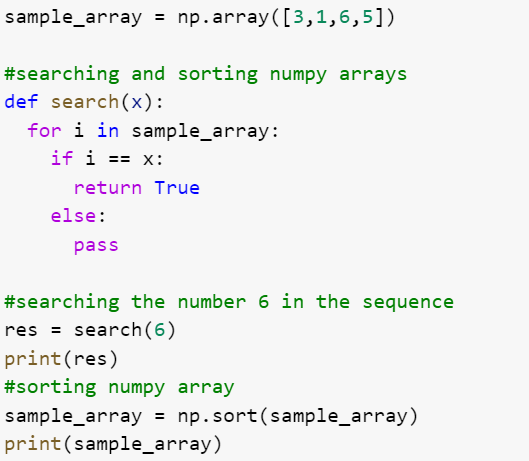 sample_array = np.array([3,1,6,5])

#searching and sorting numpy arrays
def search(x):
  for i in sample_array:
    if i == x:
      return True
    else:
      pass

#searching the number 6 in the sequence
res = search(6)
print(res)
#sorting numpy array
sample_array = np.sort(sample_array)
print(sample_array)